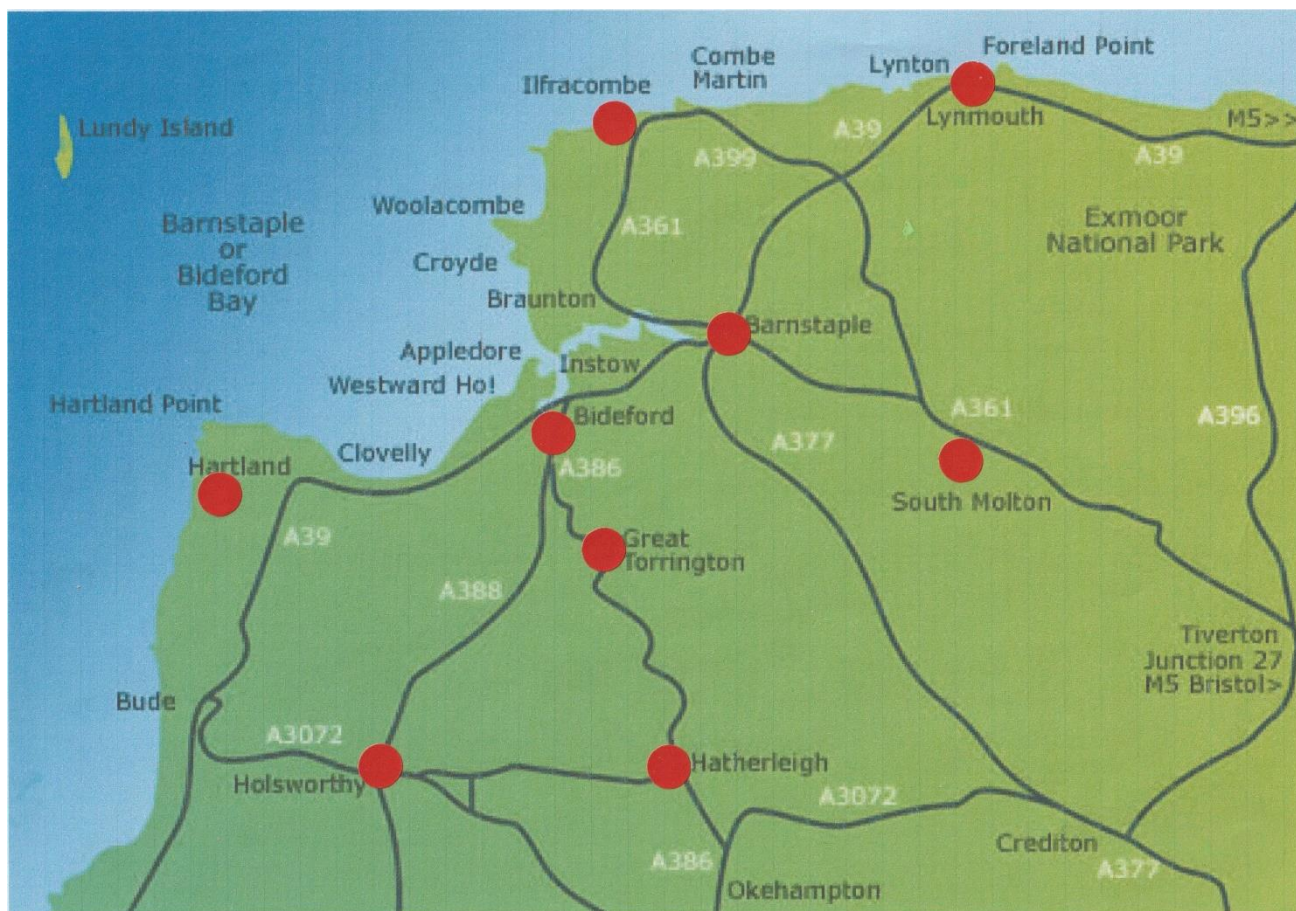 Foreland Point
Combe
Martin
Lynton
Ilfracombe
Lundy Island
Lynmouth
M5>>
A39
A39
A399
Woolacombe
A361
Exmoor
National Park
Barnstaple
or
Bideford
Bay
Croyde
Braunton
Barnstaple
Appledore
Instow
Westward Ho!
Hartland Point
Bideford
A361
A396
A377
Clovelly
Hartland
A386
South Molton
A39
Great
Torrington
A388
Tiverton
Junction 27
M5 Bristol>
Bude
A3072
Hatherleigh
Holsworthy
A3072
Crediton
A386
A377
Okehampton